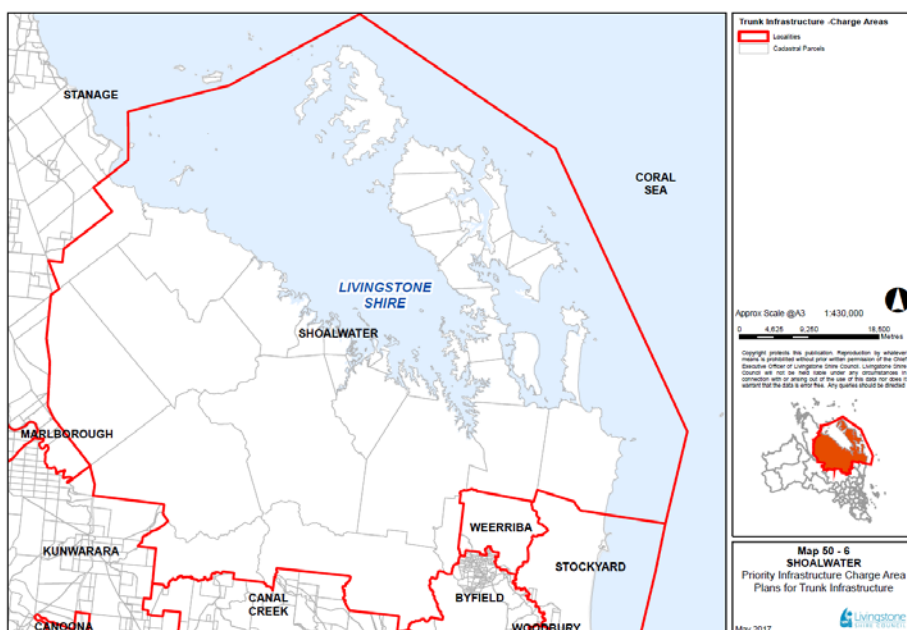 STANAGE
CORAL
SEA
LIVINGSTONE
SHIRE
SHOALWATER
MARLBOROUGH
KUNWARARA
WEERRIBA
STOCKYARD
CANAL
CREEK
BYFIELD
CANOONA
WOODBURY
Trunk Infrastructure -Charge Areas
Localities
Cadastral Parcels
Approx Scale @A3 1:430,000
0 4,625 9,250 18,500
Metres
Copyright protects this publication. Reproduction by whatever
means is prohibited without prior written permission of the Chief
Executive Officer of Livingstone Shire Council. Livingstone Shire
Council will not be held liable under any circumstances in
connection with or arising out of the use of this data nor does it
warrant that the data is error free. Any queries should be directed
Map 50 - 6
SHOALWATER
Priority Infrastructure Charge Area
Plans for Trunk Infrastructure
May 2017
Livingstone
SHIRE COUNCIL